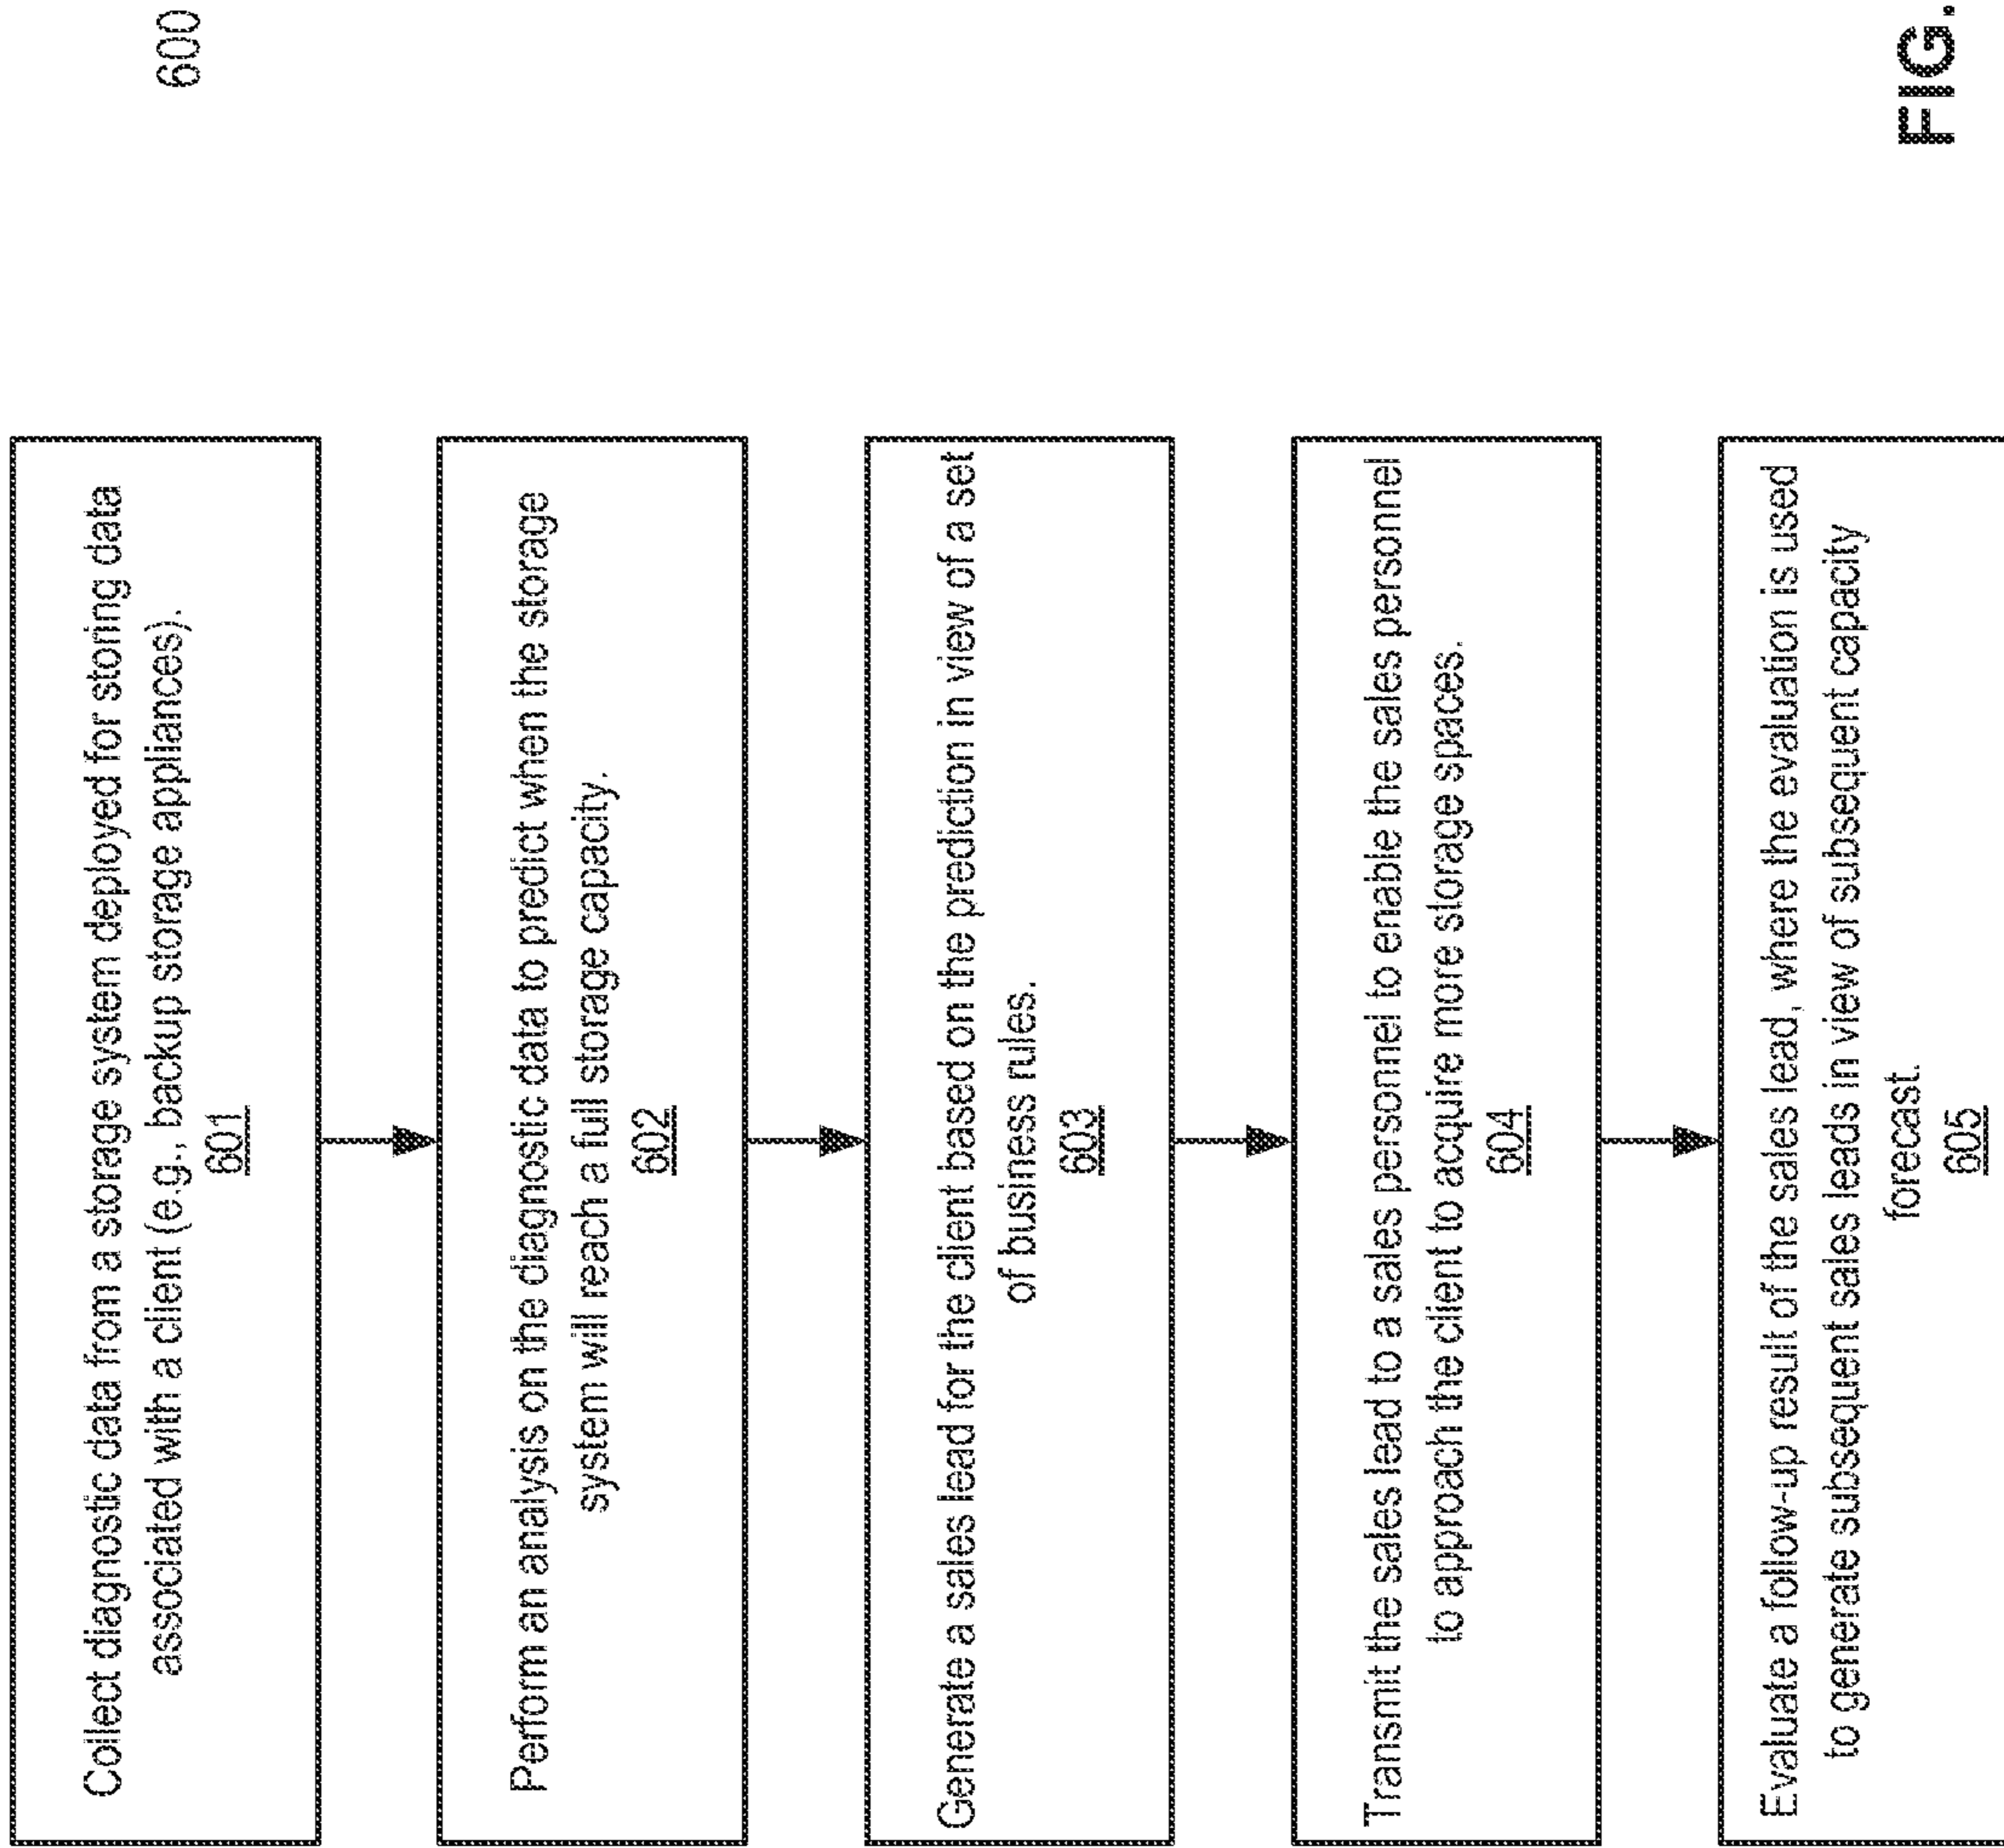 600
Collect diagnostic data from a storage system deployed for storing data
associated with a client (e.g., backup storage appliances).
601
Perform an analysis on the diagnostic data to predict when the storage
system will reach a full storage capacity.
602
Generate a sales lead for the client based on the prediction in view of a set
of business rules.
603
Transmit the sales lead to a sales personnel to enable the sales personnel
to approach the client to acquire more storage spaces.
604
Evaluate a follow-up result of the sales lead, where the evaluation is used
to generate subsequent sales leads in view of subsequent capacity
forecast.
605
FIG.